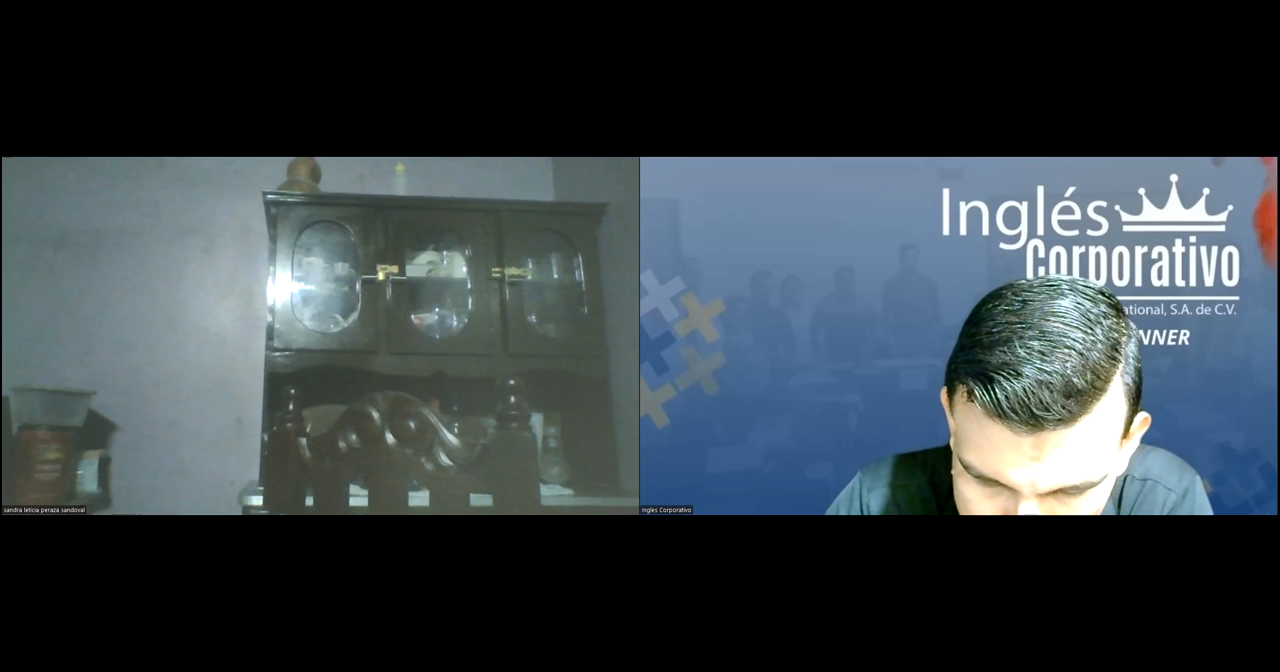 Inglés
Corporativo
ational, S.A. de C.V.
NNER
sandra leticia peraza sandoval
Ingles Corporativo